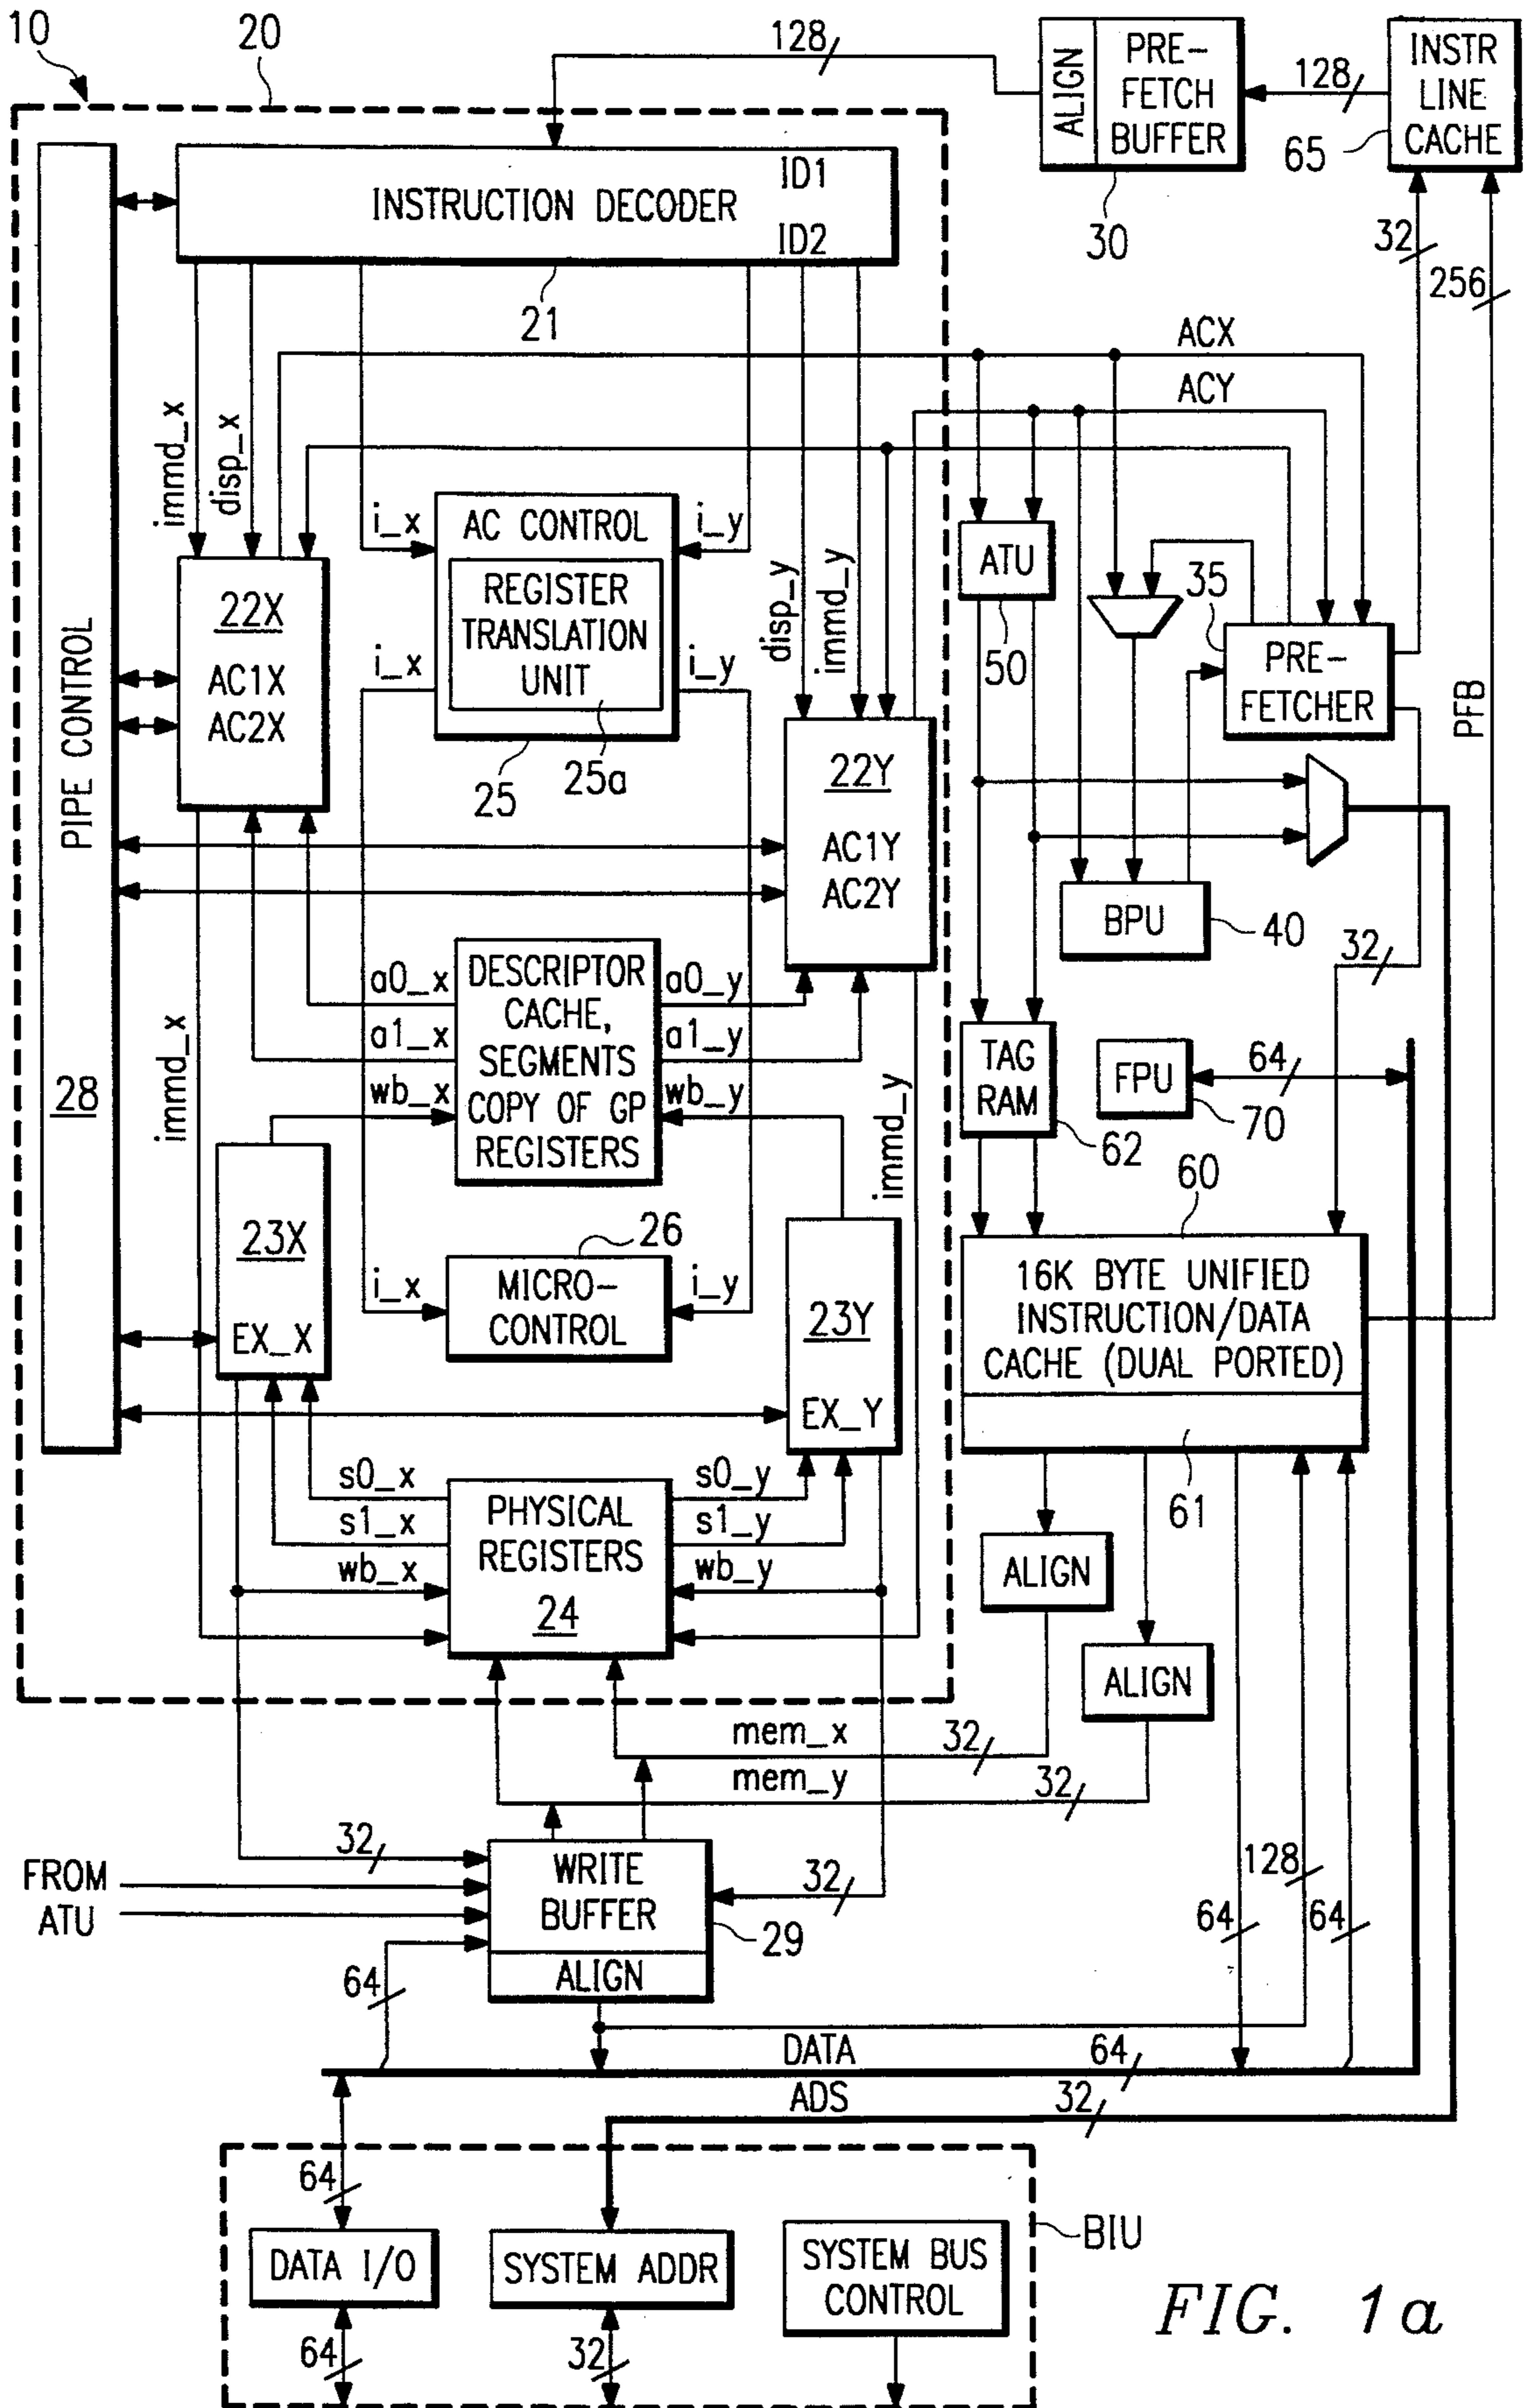 10
20
128
ALIGN
PRE-
FETCH
BUFFER
30
128
INSTR
LINE
CACHE
65
32
256
PFB
ID1
INSTRUCTION DECODER
ID2
21
PIPE CONTROL
28
immd_x
disp_x
22X
AC1X
AC2X
i_x
AC CONTROL
i_y
REGISTER
TRANSLATION
UNIT
i_x
i_y
25
25a
disp_y
immd_y
22Y
AC1Y
AC2Y
ACX
ACY
ATU
50
35
PRE-
FETCHER
BPU
40
32
a0_x
a1_x
wb_x
DESCRIPTOR
CACHE,
SEGMENTS
COPY OF GP
REGISTERS
a0_y
a1_y
wb_y
immd_x
immd_y
TAG
RAM
62
FPU
70
64
60
16K BYTE UNIFIED
INSTRUCTION/DATA
CACHE (DUAL PORTED)
61
23X
EX_X
26
i_x
MICRO-
CONTROL
i_y
23Y
EX_Y
s0_x
s1_x
wb_x
PHYSICAL
REGISTERS
24
s0_y
s1_y
wb_y
ALIGN
ALIGN
mem_x
32
mem_y
32
FROM
ATU
32
WRITE
BUFFER
ALIGN
29
32
64
128
64
64
DATA
64
ADS
32
64
DATA I/O
64
SYSTEM ADDR
32
SYSTEM BUS
CONTROL
BIU
FIG. 1a